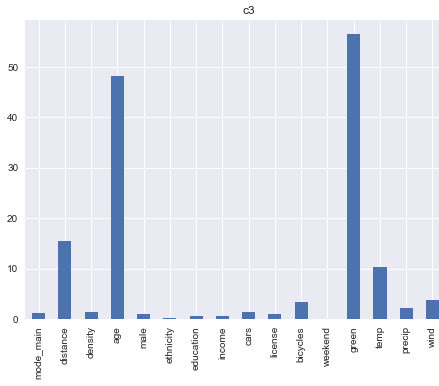 c3
50
40
30
20
10
0
mode_main
distance
density
age
male
ethnicity
education
income
cars
license
bicycles
weekend
green
temp
precip
wind